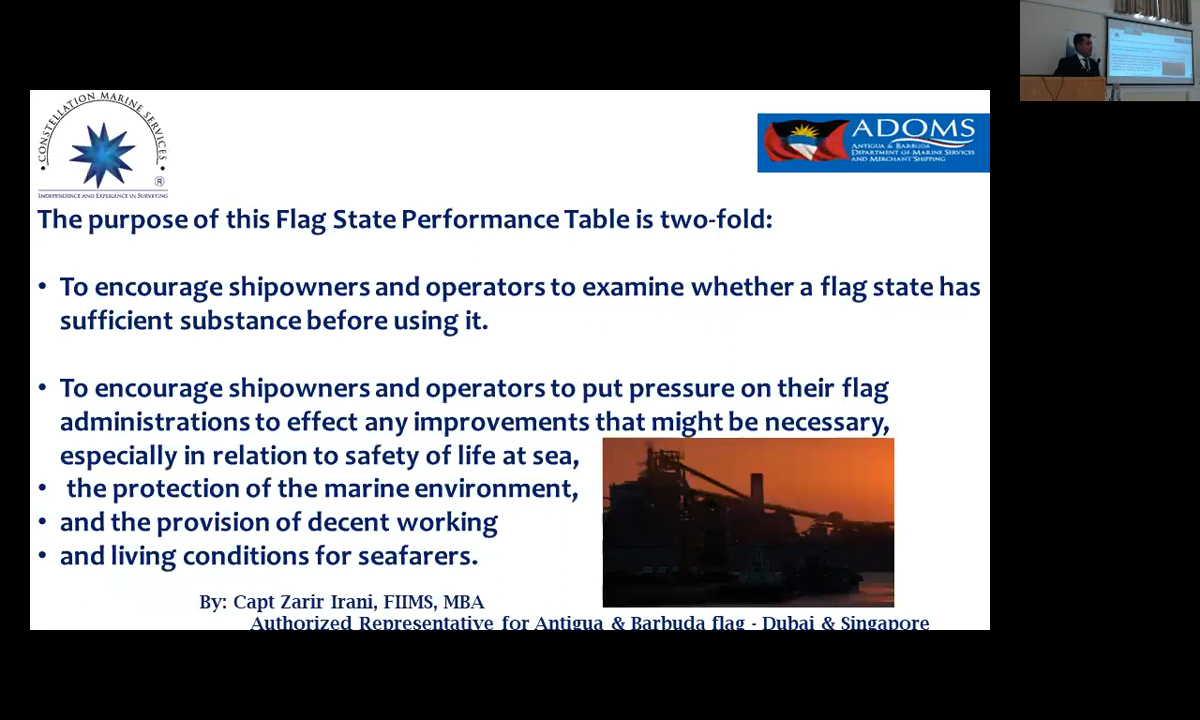 CONSTELLATION MARINE SERVICES
®
INDEPENDENCE AND EXPERIENCE IN SURVEYING
ADOMS
ANTIGUA & BARBUDA
DEPARTMENT OF MARINE SERVICES
AND MERCHANT SHIPPING
The purpose of this Flag State Performance Table is two-fold:
• To encourage shipowners and operators to examine whether a flag state has
sufficient substance before using it.
• To encourage shipowners and operators to put pressure on their flag
administrations to effect any improvements that might be necessary,
especially in relation to safety of life at sea,
• the protection of the marine environment,
• and the provision of decent working
• and living conditions for seafarers.
By: Capt Zarir Irani, FIIMS, MBA
Authorized Representative for Antigua & Barbuda flag - Dubai & Singapore